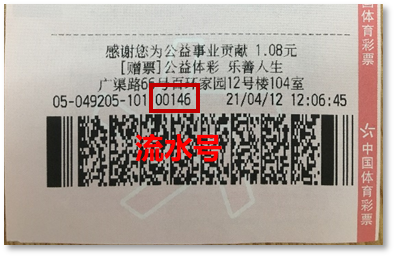 感谢您为公益事业贡献 1.08元
[赠票]公益体彩 乐善人生
广渠路66号百环家园12号楼104室
05-049205-101 00146 21/04/12 12:06:45
流水号
中国体育彩票
体育彩票